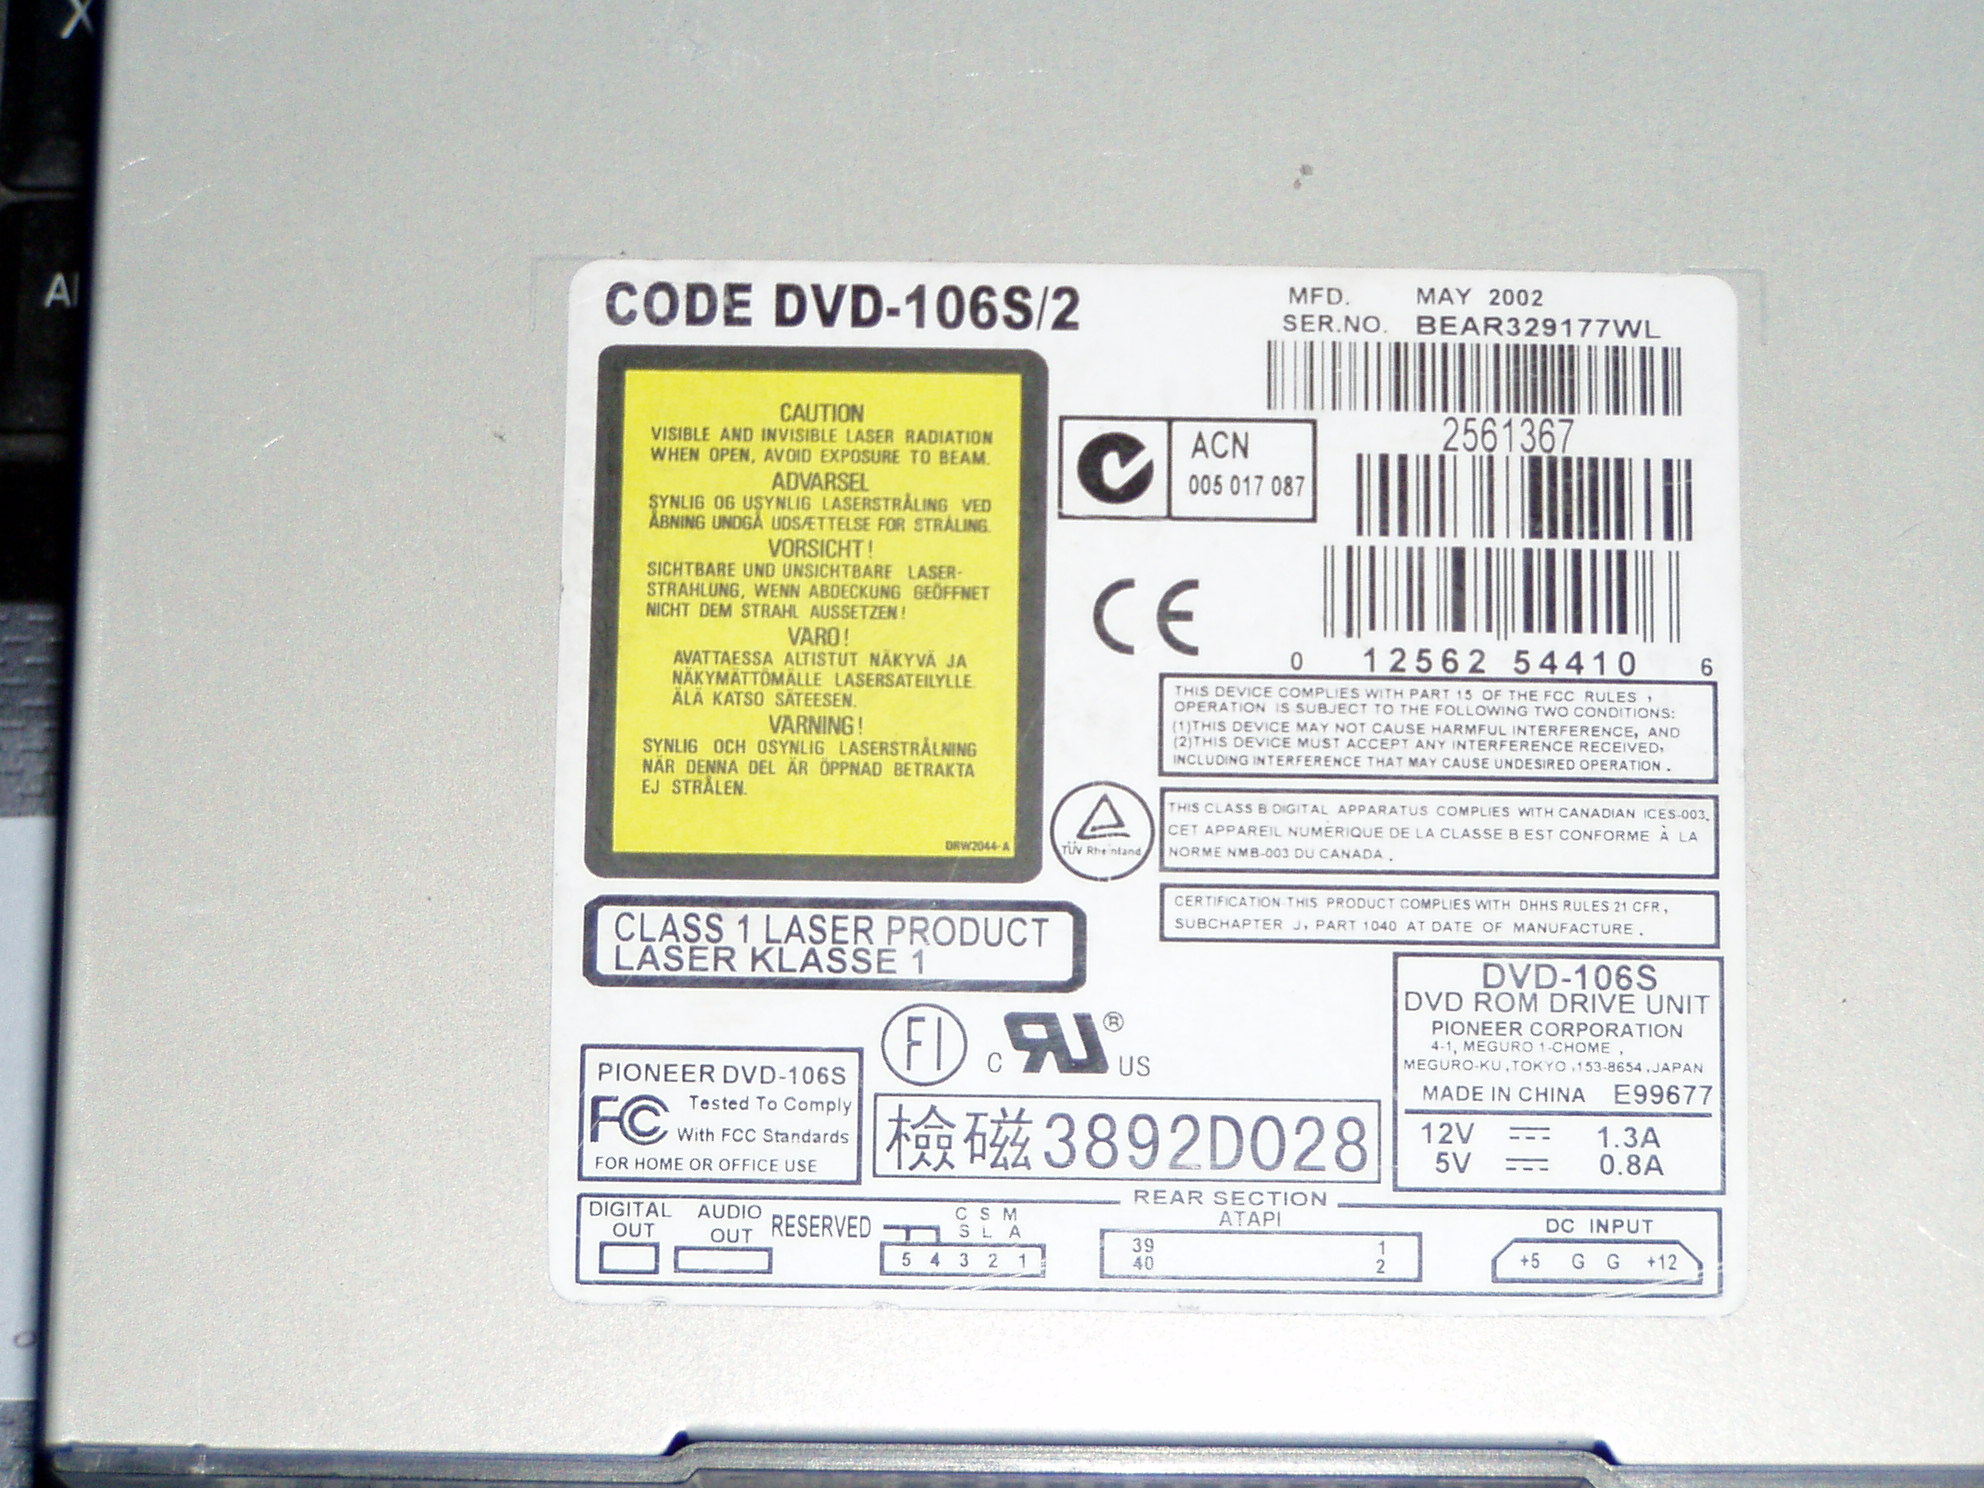 X
CODE DVD-106S/2
MFD. MAY 2002
SER.NO. BEAR329177WL
2561367
ACN
005 017 087
CAUTION
VISIBLE AND INVISIBLE LASER RADIATION
WHEN OPEN, AVOID EXPOSURE TO BEAM.
ADVARSEL
SYNLIG OG USYNLIG LASERSTRÅLING VED
ÅBNING UNDGÅ UDSÆTTELSE FOR STRÅLING.
VORSICHT!
SICHTBARE UND UNSICHTBARE LASER-
STRAHLUNG, WENN ABDECKUNG GEÖFFNET
NICHT DEM STRAHL AUSSETZEN!
VARO!
AVATTAESSA ALTISTUT NÄKYVÄ JA
NÄKYMÄTTÖMÄLLE LASERSATEILYLLE.
ÄLÄ KATSO SÄTEESEN.
VARNING!
SYNLIG OCH OSYNLIG LASERSTRÅLNING
NÄR DENNA DEL ÄR ÖPPNAD BETRAKTA
EJ STRÅLEN.
DRW2044-A
CE
0 12562 54410 6
THIS DEVICE COMPLIES WITH PART 15 OF THE FCC RULES,
OPERATION IS SUBJECT TO THE FOLLOWING TWO CONDITIONS:
(1)THIS DEVICE MAY NOT CAUSE HARMFUL INTERFERENCE, AND
(2)THIS DEVICE MUST ACCEPT ANY INTERFERENCE RECEIVED,
INCLUDING INTERFERENCE THAT MAY CAUSE UNDESIRED OPERATION.
TÜV Rheinland
THIS CLASS B DIGITAL APPARATUS COMPLIES WITH CANADIAN ICES-003.
CET APPAREIL NUMÉRIQUE DE LA CLASSE B EST CONFORME À LA
NORME NMB-003 DU CANADA.
CERTIFICATION-THIS PRODUCT COMPLIES WITH DHHS RULES 21 CFR,
SUBCHAPTER J, PART 1040 AT DATE OF MANUFACTURE.
CLASS 1 LASER PRODUCT
LASER KLASSE 1
DVD-106S
DVD ROM DRIVE UNIT
PIONEER CORPORATION
4-1, MEGURO 1-CHOME,
MEGURO-KU,TOKYO,153-8654,JAPAN
MADE IN CHINA E99677
12V 1.3A
5V 0.8A
FI
C RU® US
PIONEER DVD-106S
FC Tested To Comply
With FCC Standards
FOR HOME OR OFFICE USE
檢磁3892D028
REAR SECTION
DIGITAL OUT
AUDIO OUT
RESERVED
C S M
S L A
5 4 3 2 1
ATAPI
39 1
40 2
DC INPUT
+5 G G +12